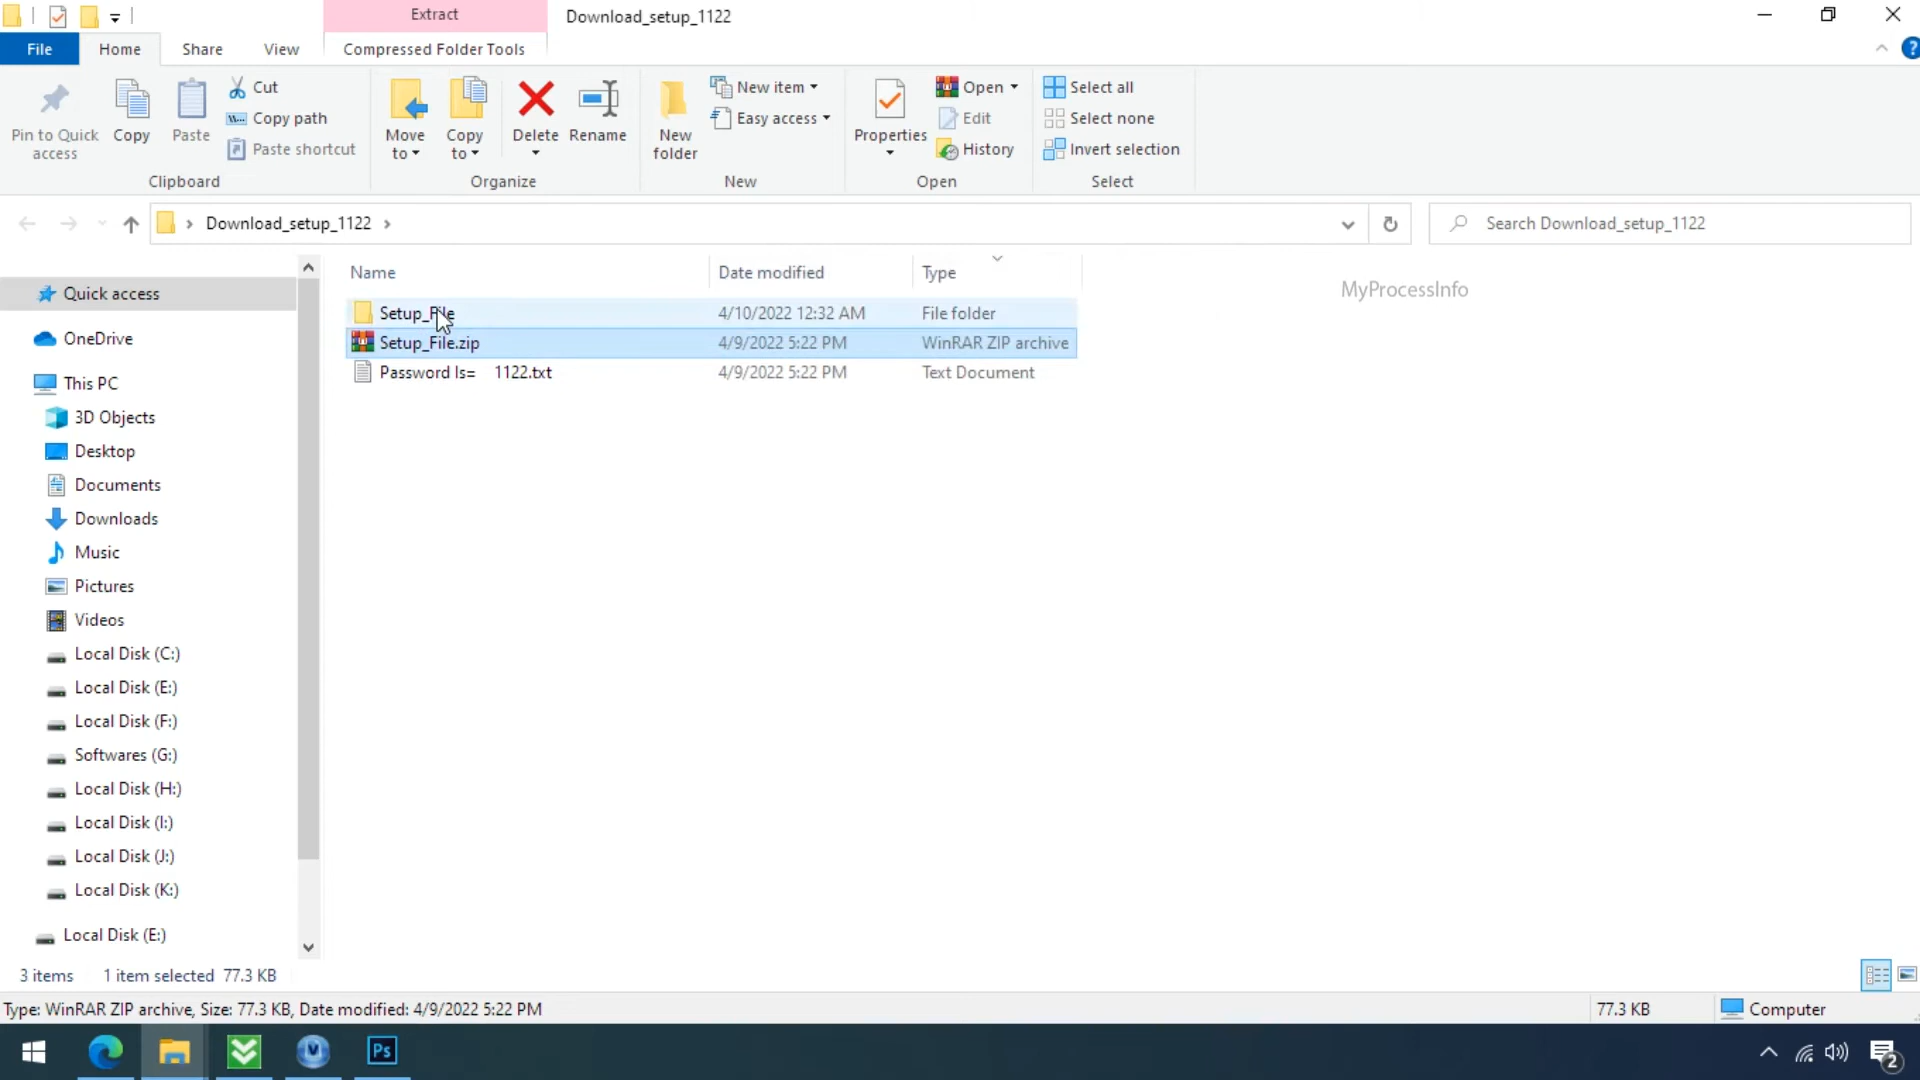 Extract
Download_setup_1122
File
Home
Share
View
Compressed Folder Tools
Pin to Quick
access
Copy
Paste
Cut
Copy path
Paste shortcut
Clipboard
Move
to
Copy
to
Delete
Rename
Organize
New
folder
New item
Easy access
New
Properties
Open
Edit
History
Open
Select all
Select none
Invert selection
Select
Download_setup_1122
Search Download_setup_1122
Name
Date modified
Type
MyProcessInfo
Setup_File
4/10/2022 12:32 AM
File folder
Setup_File.zip
4/9/2022 5:22 PM
WinRAR ZIP archive
Password Is= 1122.txt
4/9/2022 5:22 PM
Text Document
Quick access
OneDrive
This PC
3D Objects
Desktop
Documents
Downloads
Music
Pictures
Videos
Local Disk (C:)
Local Disk (E:)
Local Disk (F:)
Softwares (G:)
Local Disk (H:)
Local Disk (I:)
Local Disk (J:)
Local Disk (K:)
Local Disk (E:)
3 items
1 item selected 77.3 KB
Type: WinRAR ZIP archive, Size: 77.3 KB, Date modified: 4/9/2022 5:22 PM
77.3 KB
Computer
Ps
2